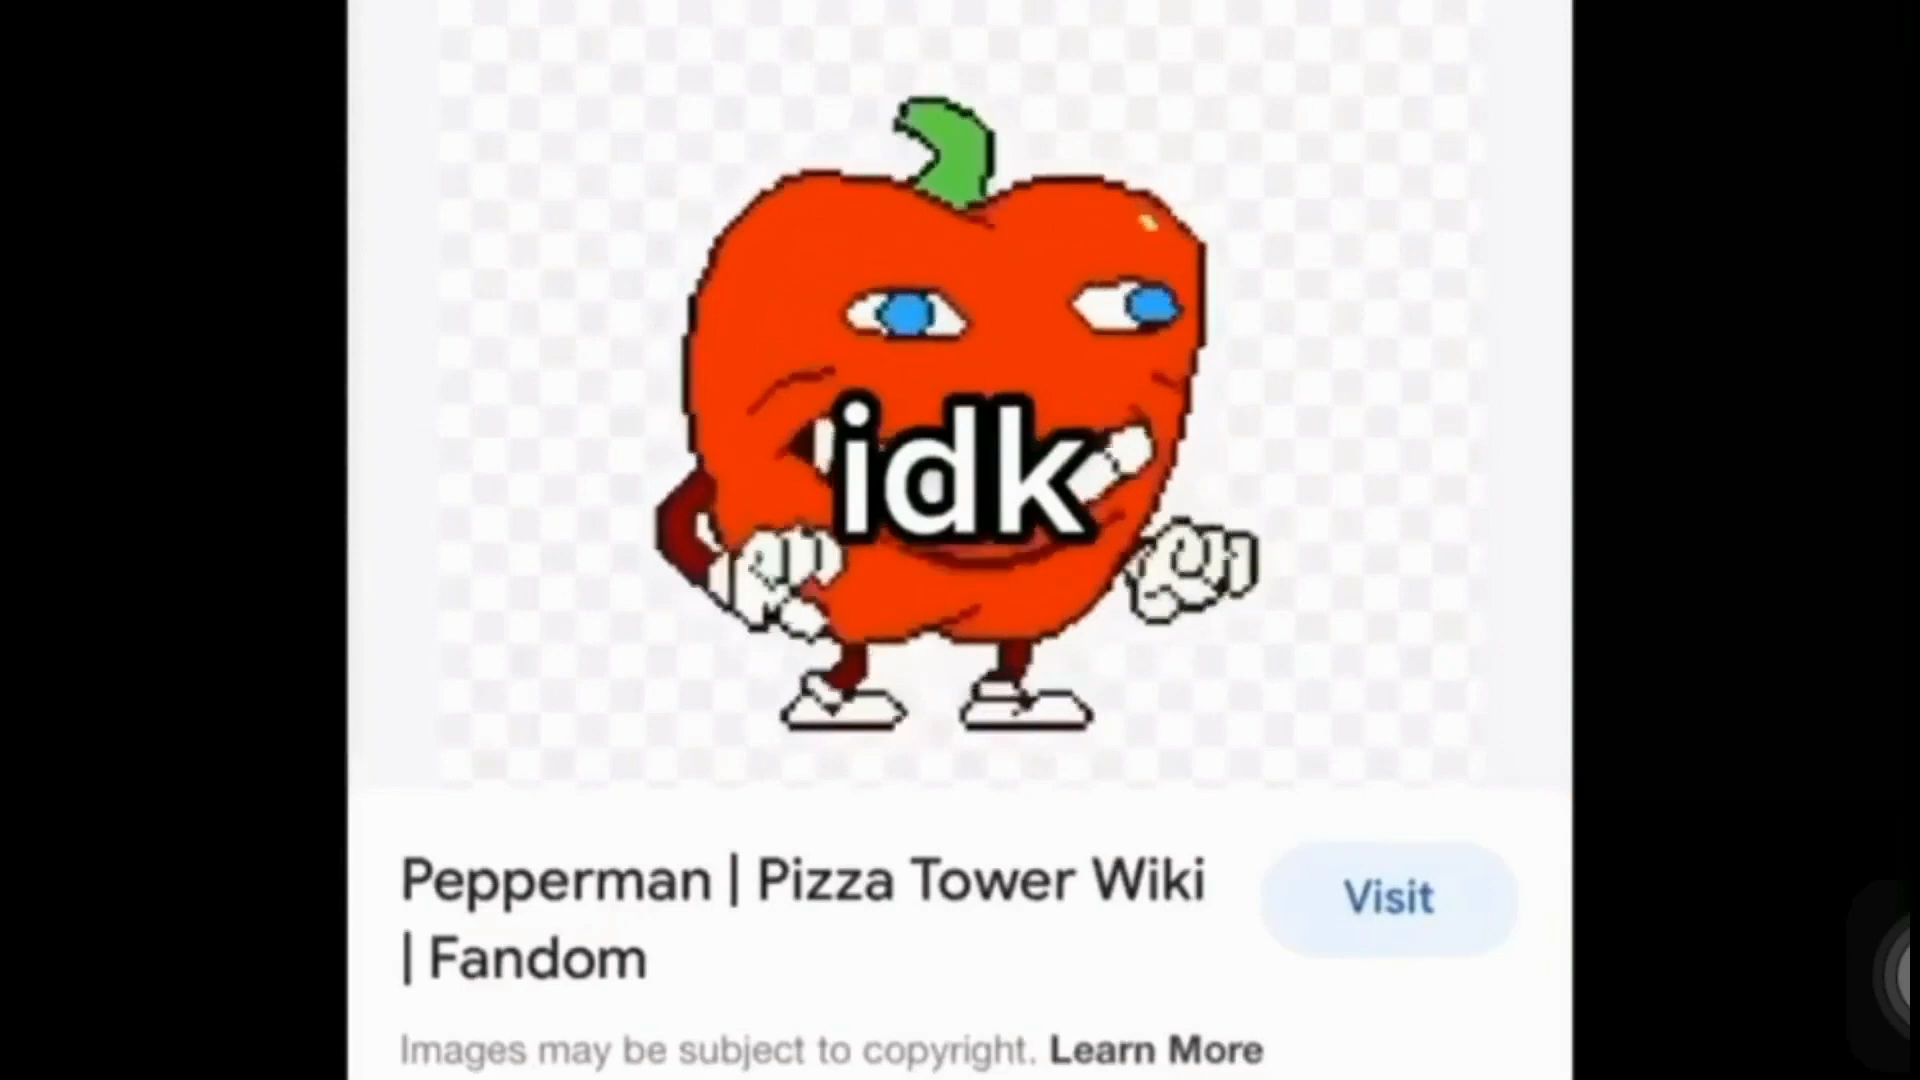 idk
Pepperman | Pizza Tower Wiki
| Fandom
Visit
Images may be subject to copyright. Learn More